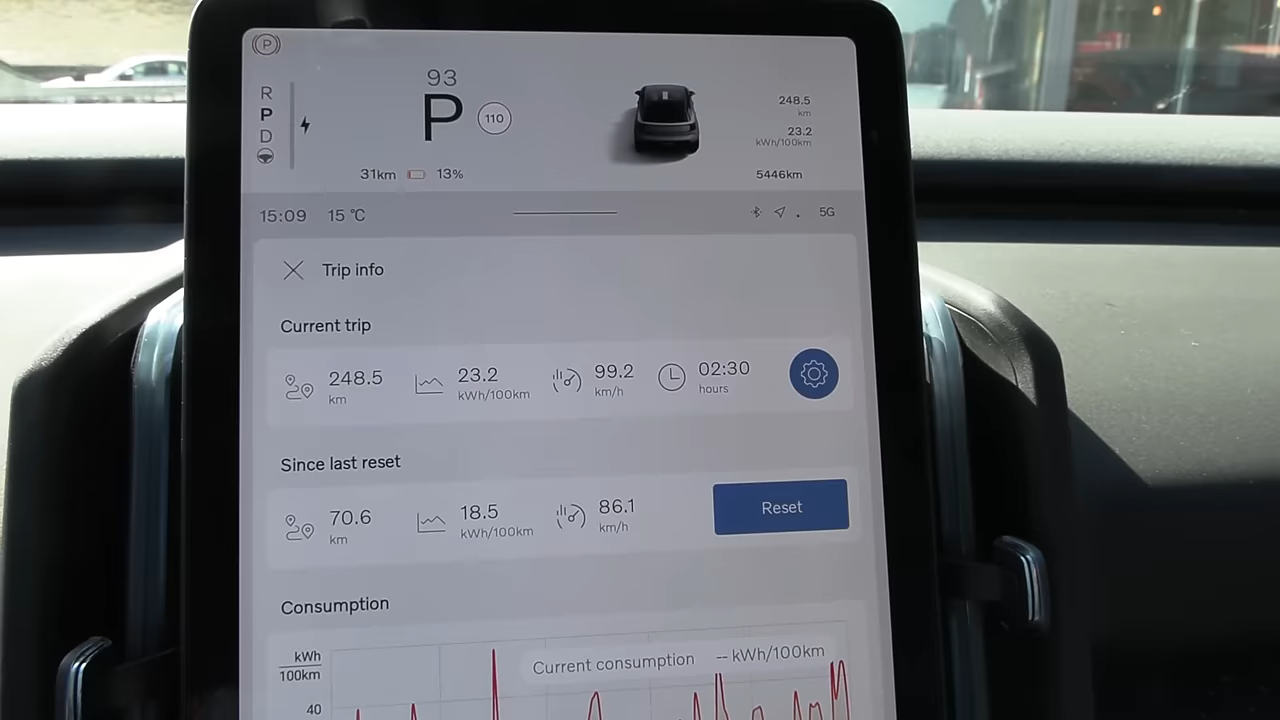 P
R
P
D
93
P
110
248.5
km
23.2
kWh/100km
31km
13%
5446km
15:09
15 °C
5G
Trip info
Current trip
248.5
km
23.2
kWh/100km
99.2
km/h
02:30
hours
Since last reset
70.6
km
18.5
kWh/100km
86.1
km/h
Reset
Consumption
kWh
100km
Current consumption -- kWh/100km
40